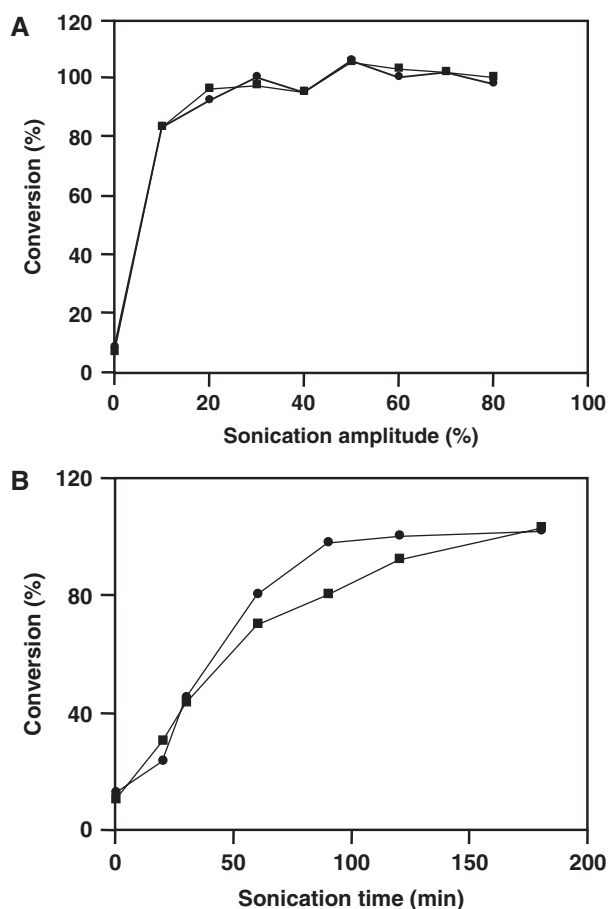 A
120
100
80
60
40
20
0
Conversion (%)
0 20 40 60 80 100
Sonication amplitude (%)
B
120
80
40
0
Conversion (%)
0 50 100 150 200
Sonication time (min)